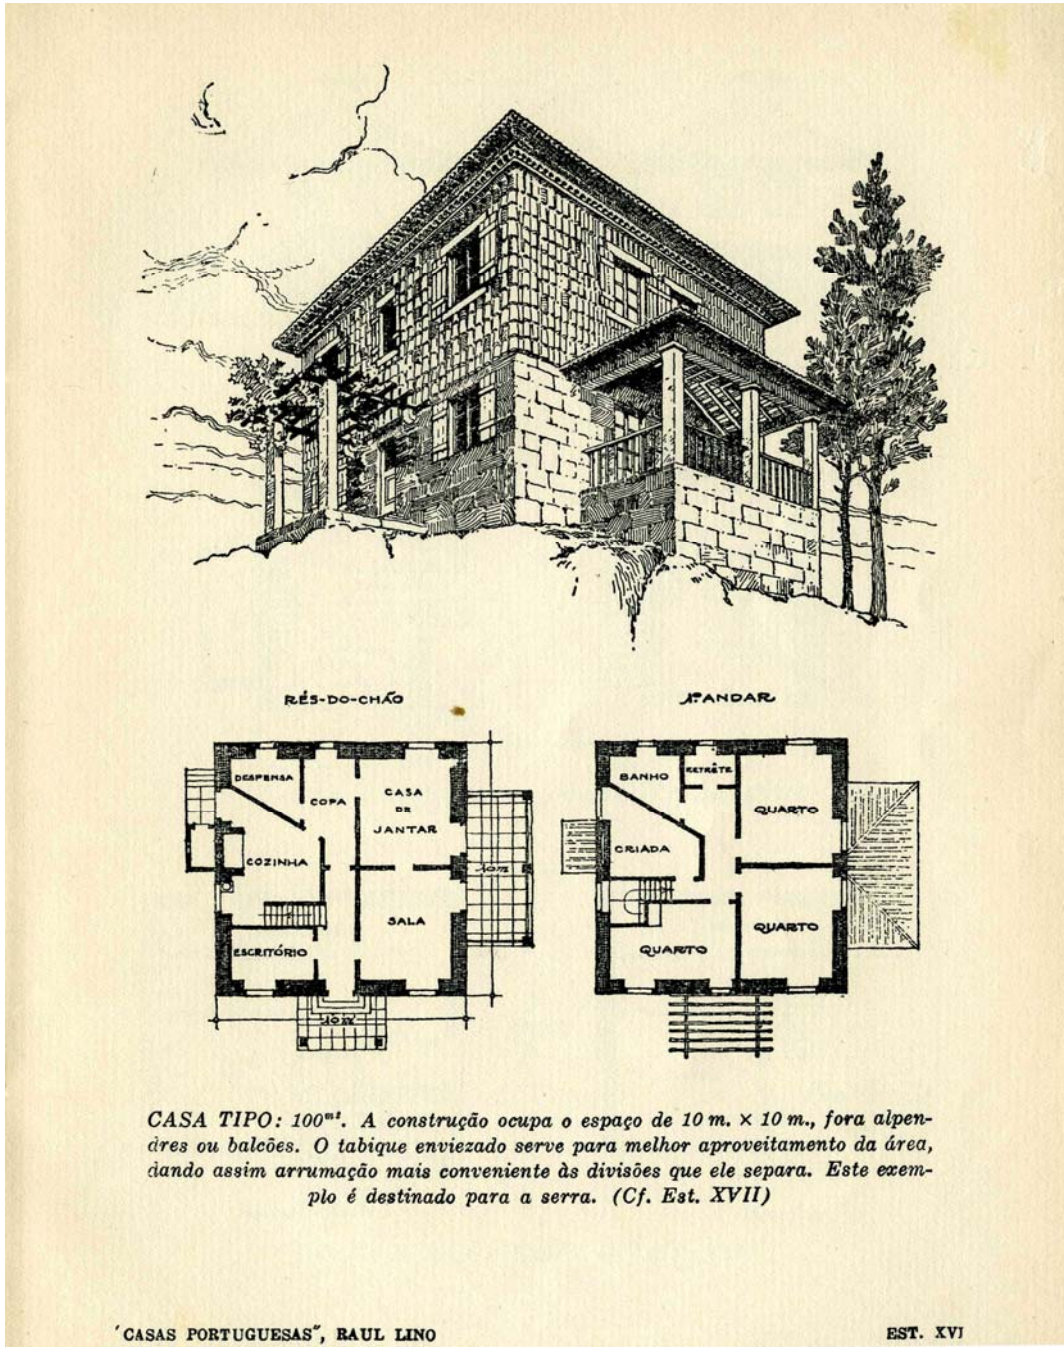 RÉS-DO-CHÃO
1º ANDAR
DESPENSA
COPA
CASA
DE
JANTAR
COZINHA
SALA
ESCRITÓRIO
10m
10m
BANHO
RETRÊTE
QUARTO
CRIADA
QUARTO
QUARTO
CASA TIPO: 100m². A construção ocupa o espaço de 10 m. × 10 m., fora alpen-
dres ou balcões. O tabique enviezado serve para melhor aproveitamento da área,
dando assim arrumação mais conveniente às divisões que ele separa. Este exem-
plo é destinado para a serra. (Cf. Est. XVII)
"CASAS PORTUGUESAS", RAUL LINO
EST. XVI